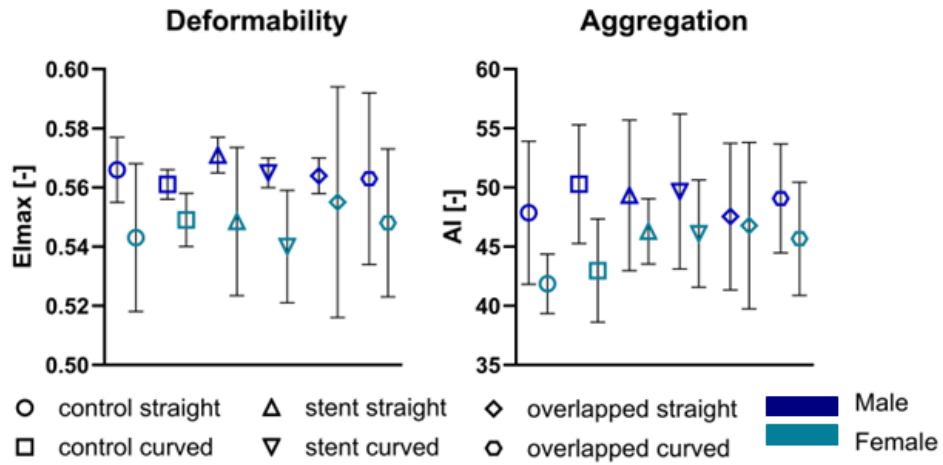 Deformability
EImax [-]
0.60
0.58
0.56
0.54
0.52
0.50
Aggregation
AI [-]
60
55
50
45
40
35
control straight
stent straight
overlapped straight
Male
control curved
stent curved
overlapped curved
Female